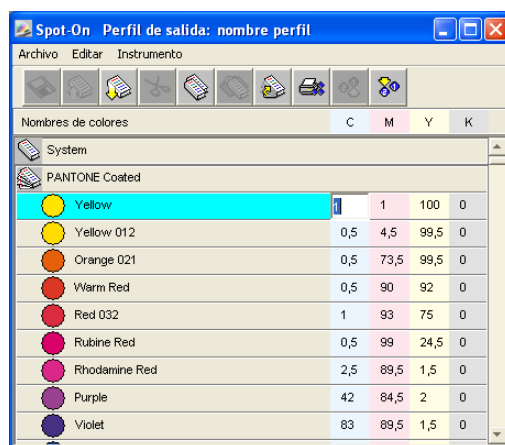 Spot-On Perfil de salida: nombre perfil
Archivo Editar Instrumento
Nombres de colores C M Y K
System
PANTONE Coated
Yellow 1 1 100 0
Yellow 012 0,5 4,5 99,5 0
Orange 021 0,5 73,5 99,5 0
Warm Red 0,5 90 92 0
Red 032 1 93 75 0
Rubine Red 0,5 99 24,5 0
Rhodamine Red 2,5 89,5 1,5 0
Purple 42 84,5 2 0
Violet 83 89,5 1,5 0